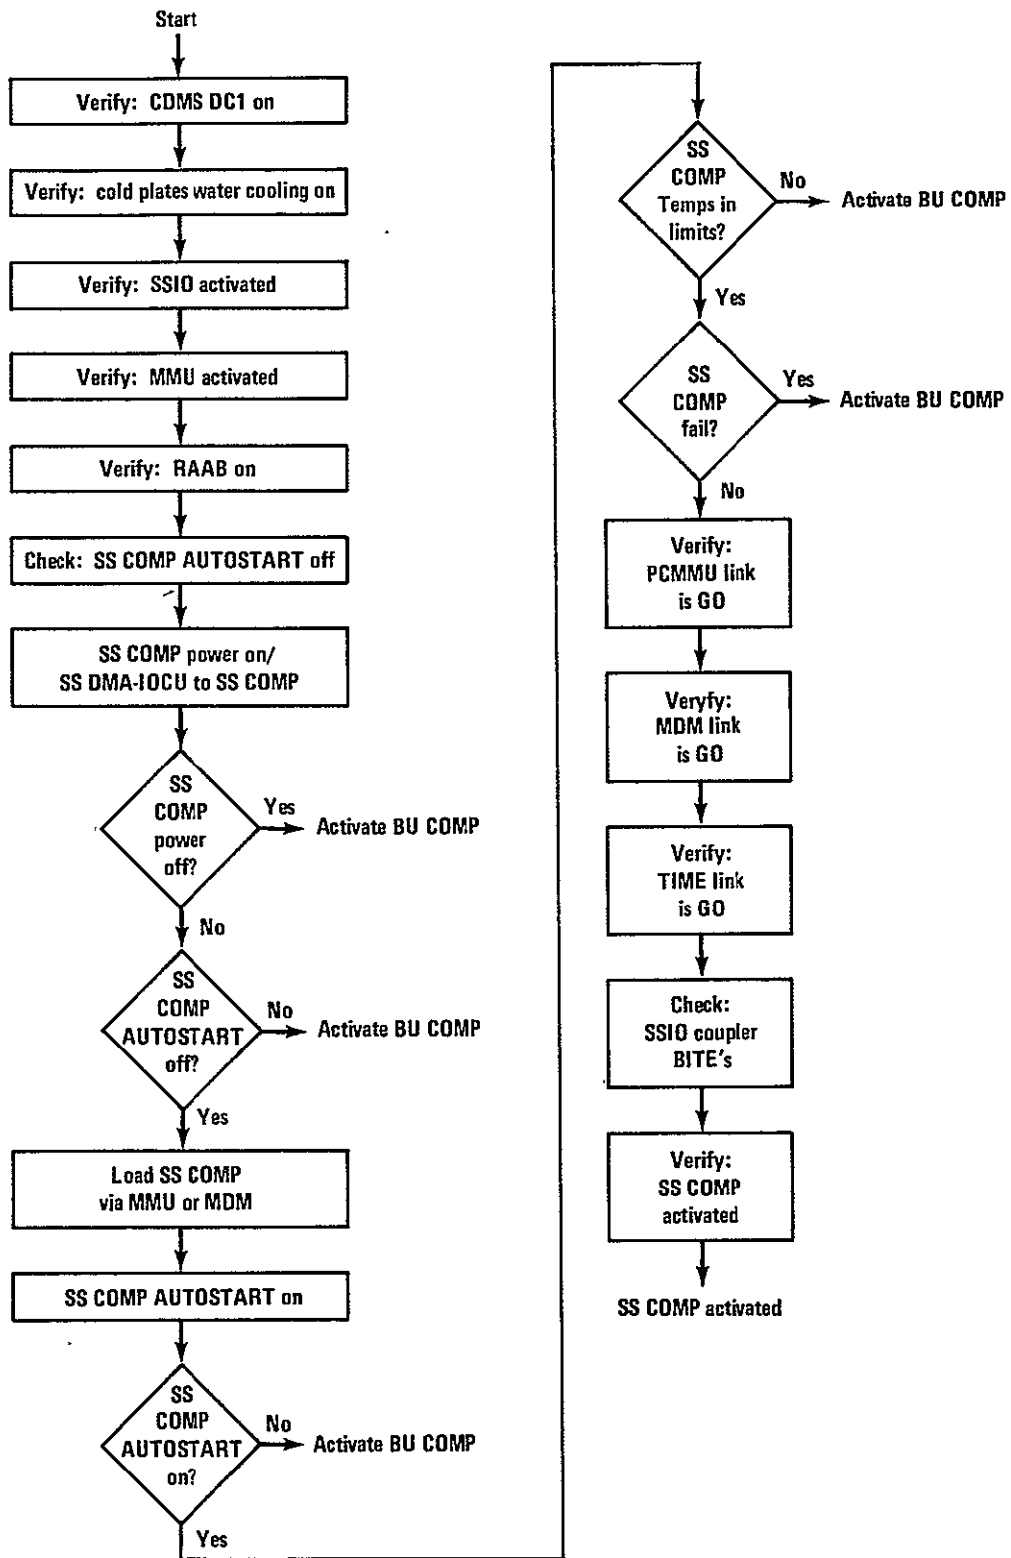 Start
Verify: CDMS DC1 on
Verify: cold plates water cooling on
Verify: SSIO activated
Verify: MMU activated
Verify: RAAB on
Check: SS COMP AUTOSTART off
SS COMP power on/
SS DMA-IOCU to SS COMP
SS
COMP
power
off?
Yes
Activate BU COMP
No
SS
COMP
AUTOSTART
off?
No
Activate BU COMP
Yes
Load SS COMP
via MMU or MDM
SS COMP AUTOSTART on
SS
COMP
AUTOSTART
on?
No
Activate BU COMP
Yes
SS
COMP
Temps in
limits?
No
Activate BU COMP
Yes
SS
COMP
fail?
Yes
Activate BU COMP
No
Verify:
PCMMU link
is GO
Veryfy:
MDM link
is GO
Verify:
TIME link
is GO
Check:
SSIO coupler
BITE's
Verify:
SS COMP
activated
SS COMP activated